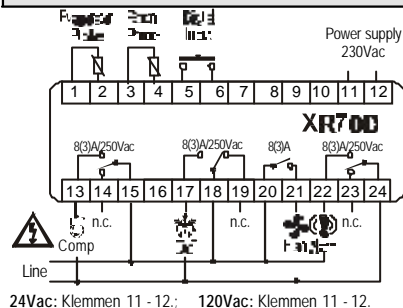 Power supply
230Vac
1 2 3 4 5 6 7 8 9 10 11 12
XR70D
8(3)A/250Vac 8(3)A/250Vac 8(3)A 8(3)A/250Vac
13 14 15 16 17 18 19 20 21 22 23 24
n.c. n.c. n.c.
Comp
Line
24Vac: Klemmen 11 - 12.; 120Vac: Klemmen 11 - 12.